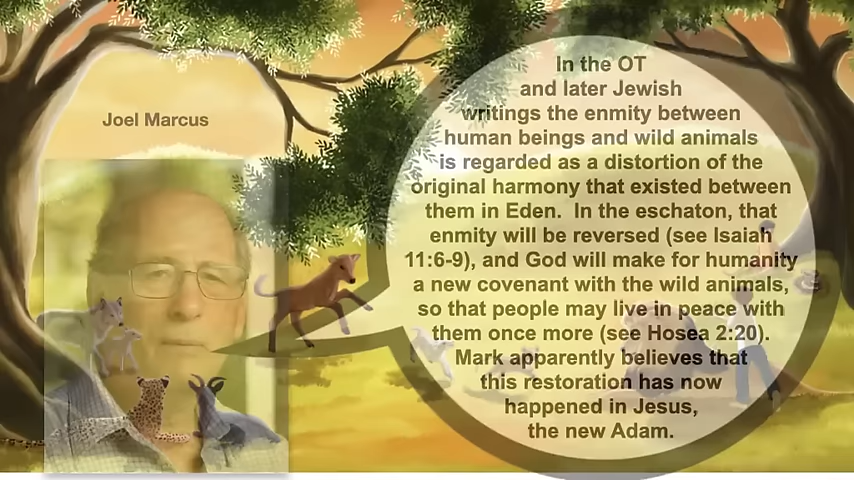 Joel Marcus
In the OT
and later Jewish
writings the enmity between
human beings and wild animals
is regarded as a distortion of the
original harmony that existed between
them in Eden.  In the eschaton, that
enmity will be reversed (see Isaiah
11:6-9), and God will make for humanity
a new covenant with the wild animals,
so that people may live in peace with
them once more (see Hosea 2:20).
Mark apparently believes that
this restoration has now
happened in Jesus,
the new Adam.